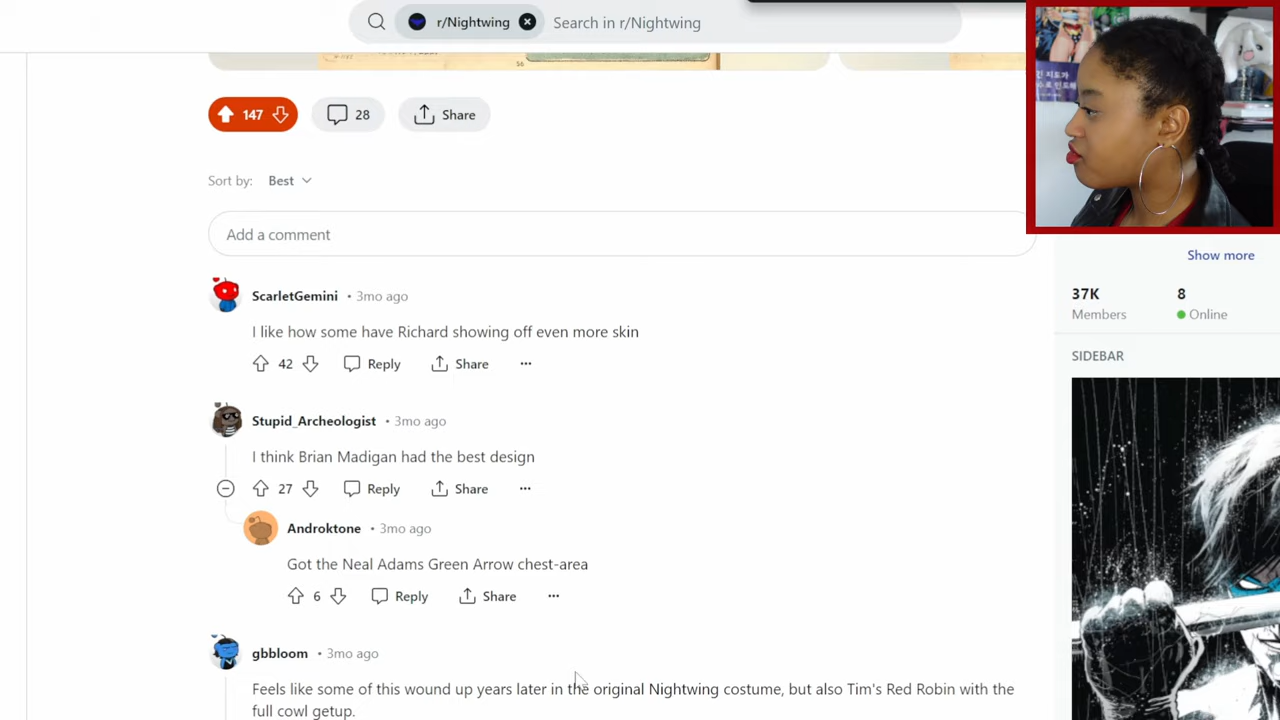 r/Nightwing Search in r/Nightwing
56
147 28 Share
Sort by: Best
Add a comment
Show more
37K 8
Members Online
SIDEBAR
ScarletGemini • 3mo ago
I like how some have Richard showing off even more skin
42 Reply Share ...
Stupid_Archeologist • 3mo ago
I think Brian Madigan had the best design
27 Reply Share ...
Androktone • 3mo ago
Got the Neal Adams Green Arrow chest-area
6 Reply Share ...
gbbloom • 3mo ago
Feels like some of this wound up years later in the original Nightwing costume, but also Tim's Red Robin with the
full cowl getup.